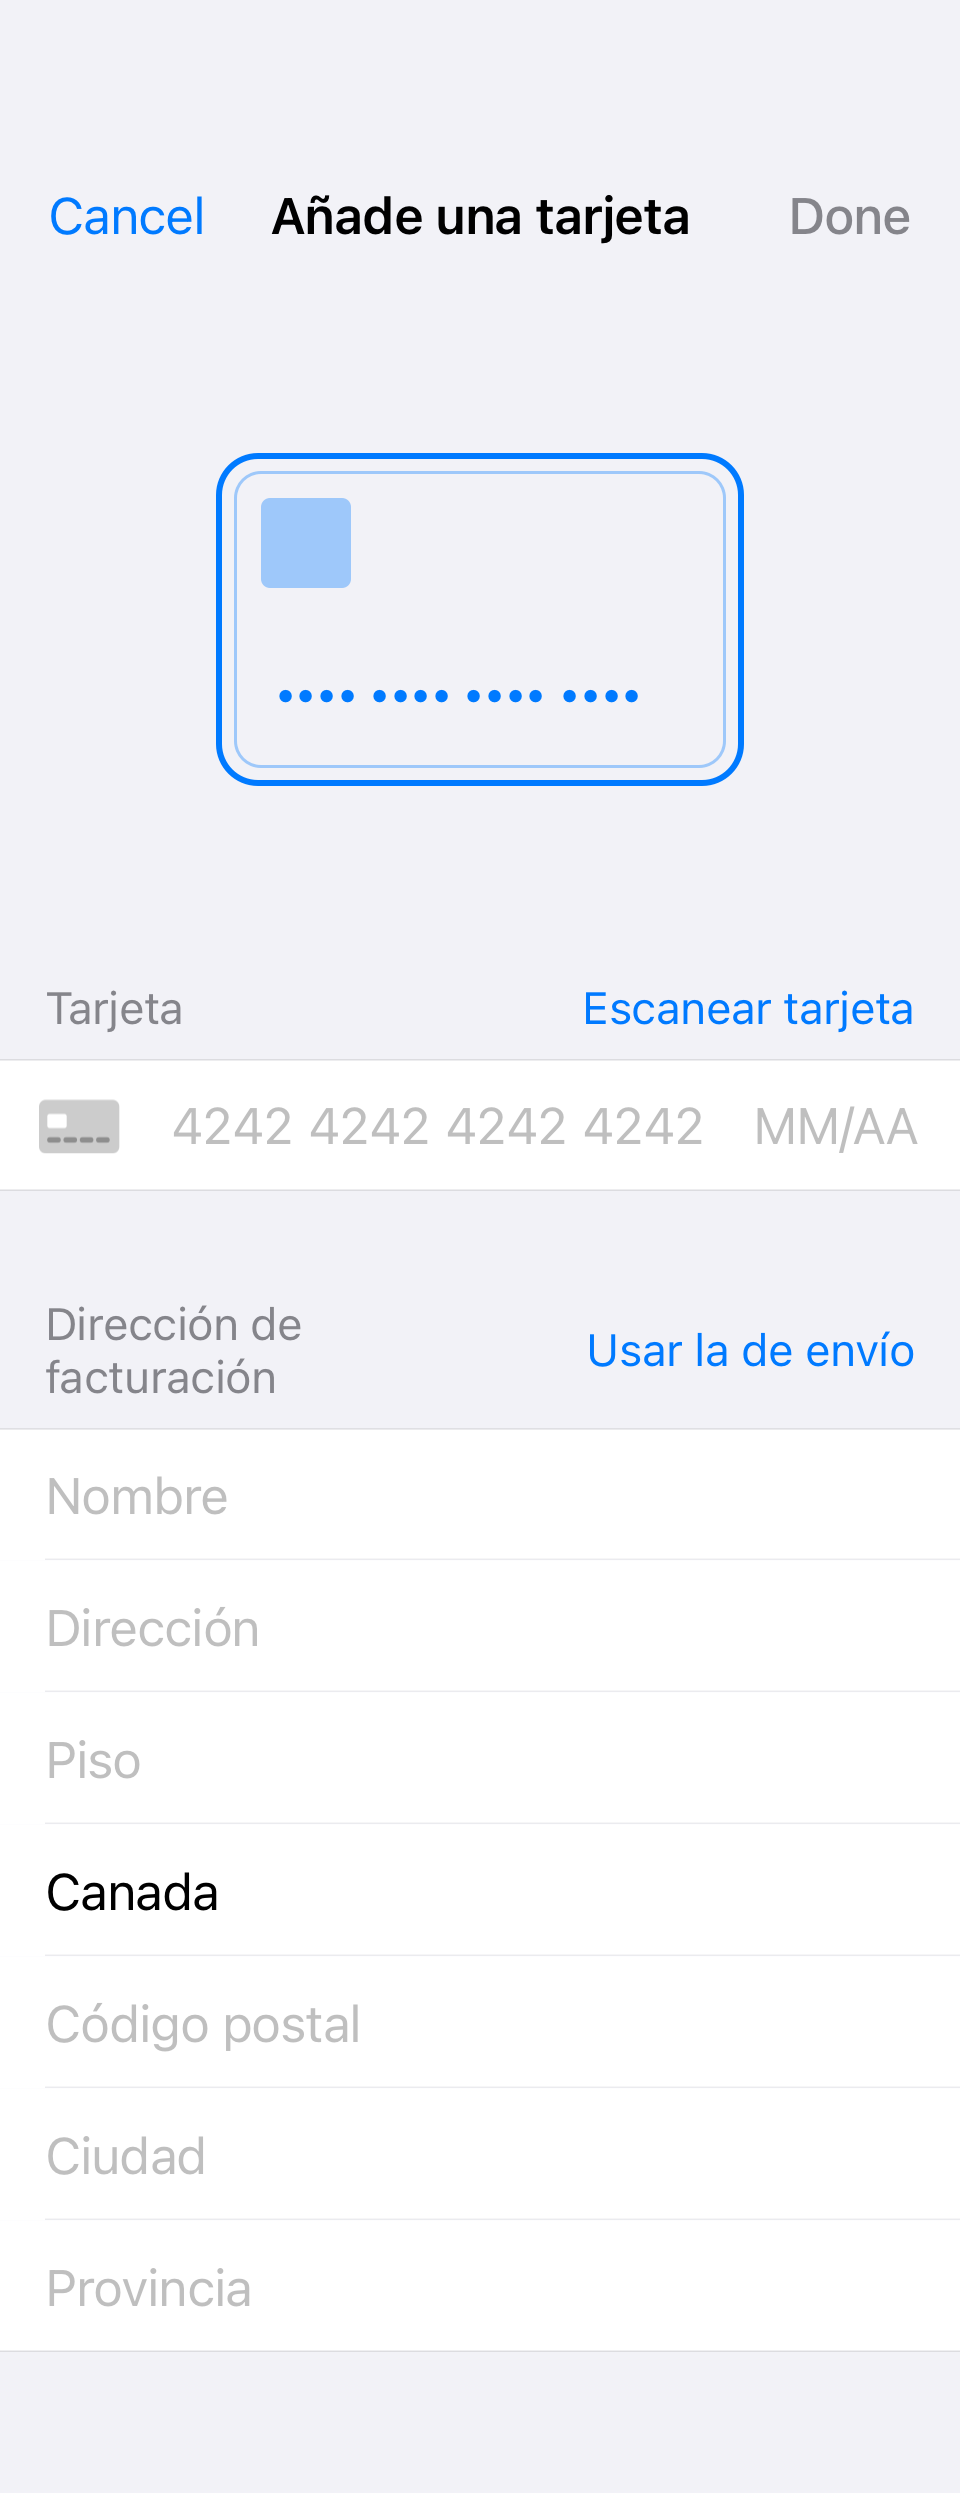 Cancel Añade una tarjeta Done
Tarjeta Escanear tarjeta
4242 4242 4242 4242 MM/AA
Dirección de
facturación
Usar la de envío
Nombre
Dirección
Piso
Canada
Código postal
Ciudad
Provincia